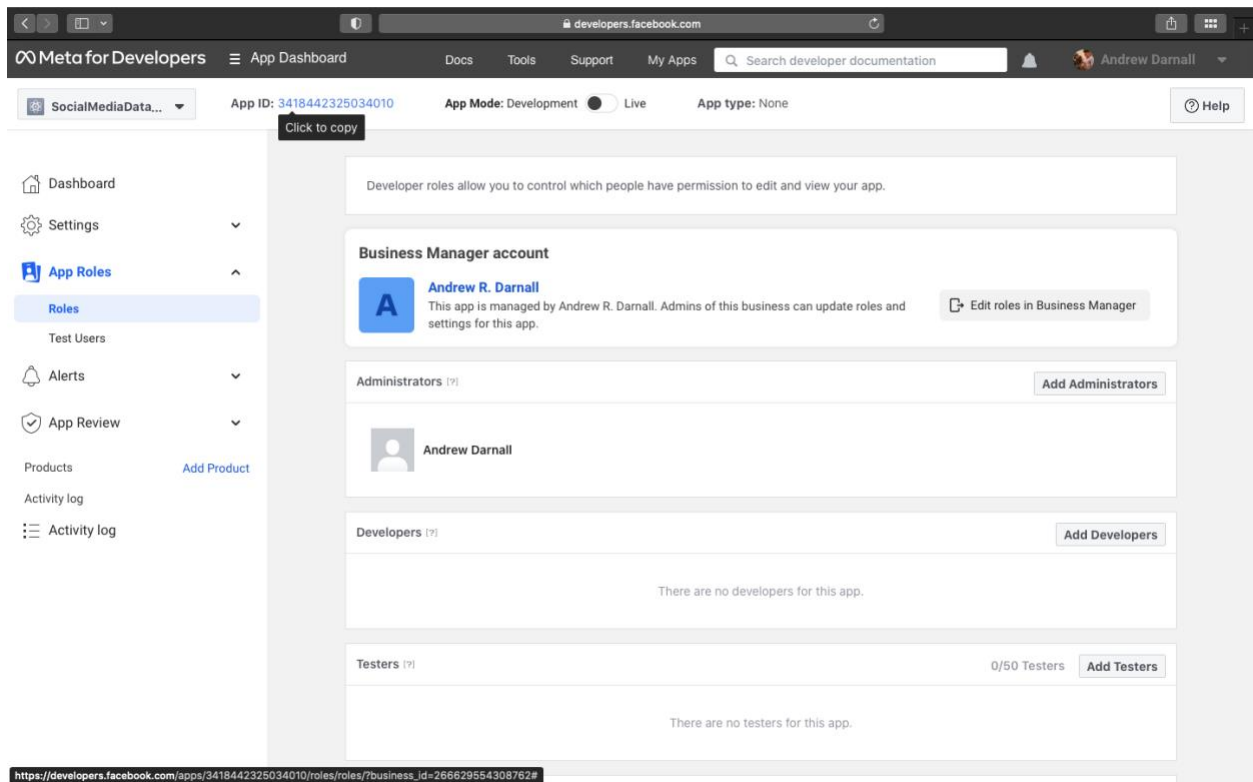 developers.facebook.com
Meta for Developers App Dashboard Docs Tools Support My Apps Search developer documentation Andrew Darnall
SocialMediaData... App ID: 3418442325034010 App Mode: Development Live App type: None Help
Click to copy
Developer roles allow you to control which people have permission to edit and view your app.
Dashboard
Settings
App Roles
Roles
Test Users
Alerts
App Review
Products Add Product
Activity log
Activity log
Business Manager account
A
Andrew R. Darnall
This app is managed by Andrew R. Darnall. Admins of this business can update roles and
settings for this app.
Edit roles in Business Manager
Administrators [?] Add Administrators
Andrew Darnall
Developers [?] Add Developers
There are no developers for this app.
Testers [?] 0/50 Testers Add Testers
There are no testers for this app.
https://developers.facebook.com/apps/3418442325034010/roles/roles/?business_id=266629554308762#